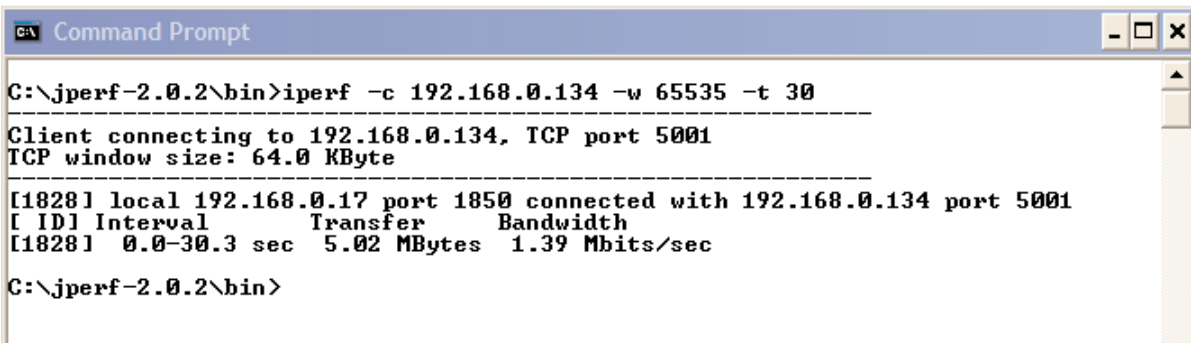 Command Prompt
C:\jperf-2.0.2\bin>iperf -c 192.168.0.134 -w 65535 -t 30
------------------------------------------------------------
Client connecting to 192.168.0.134, TCP port 5001
TCP window size: 64.0 KByte
------------------------------------------------------------
[1828] local 192.168.0.17 port 1850 connected with 192.168.0.134 port 5001
[ ID] Interval       Transfer     Bandwidth
[1828]  0.0-30.3 sec  5.02 MBytes  1.39 Mbits/sec
C:\jperf-2.0.2\bin>